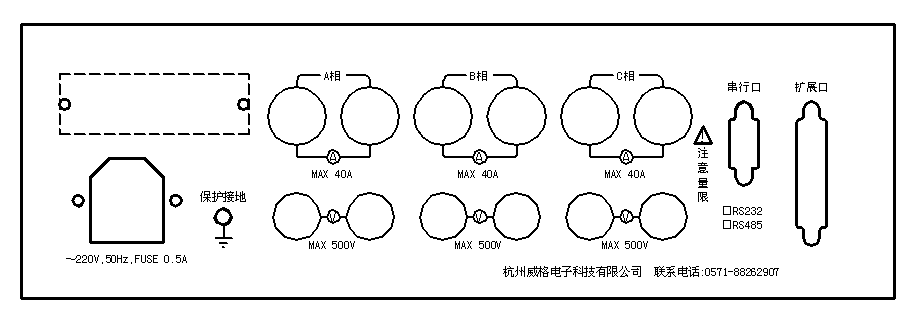 A相 B相 C相 串行口 扩展口
A A A
MAX 40A MAX 40A MAX 40A
注意量限
保护接地
V V V
□RS232
□RS485
MAX 500V MAX 500V MAX 500V
～220V,50Hz,FUSE 0.5A
杭州威格电子科技有限公司 联系电话:0571-88262907